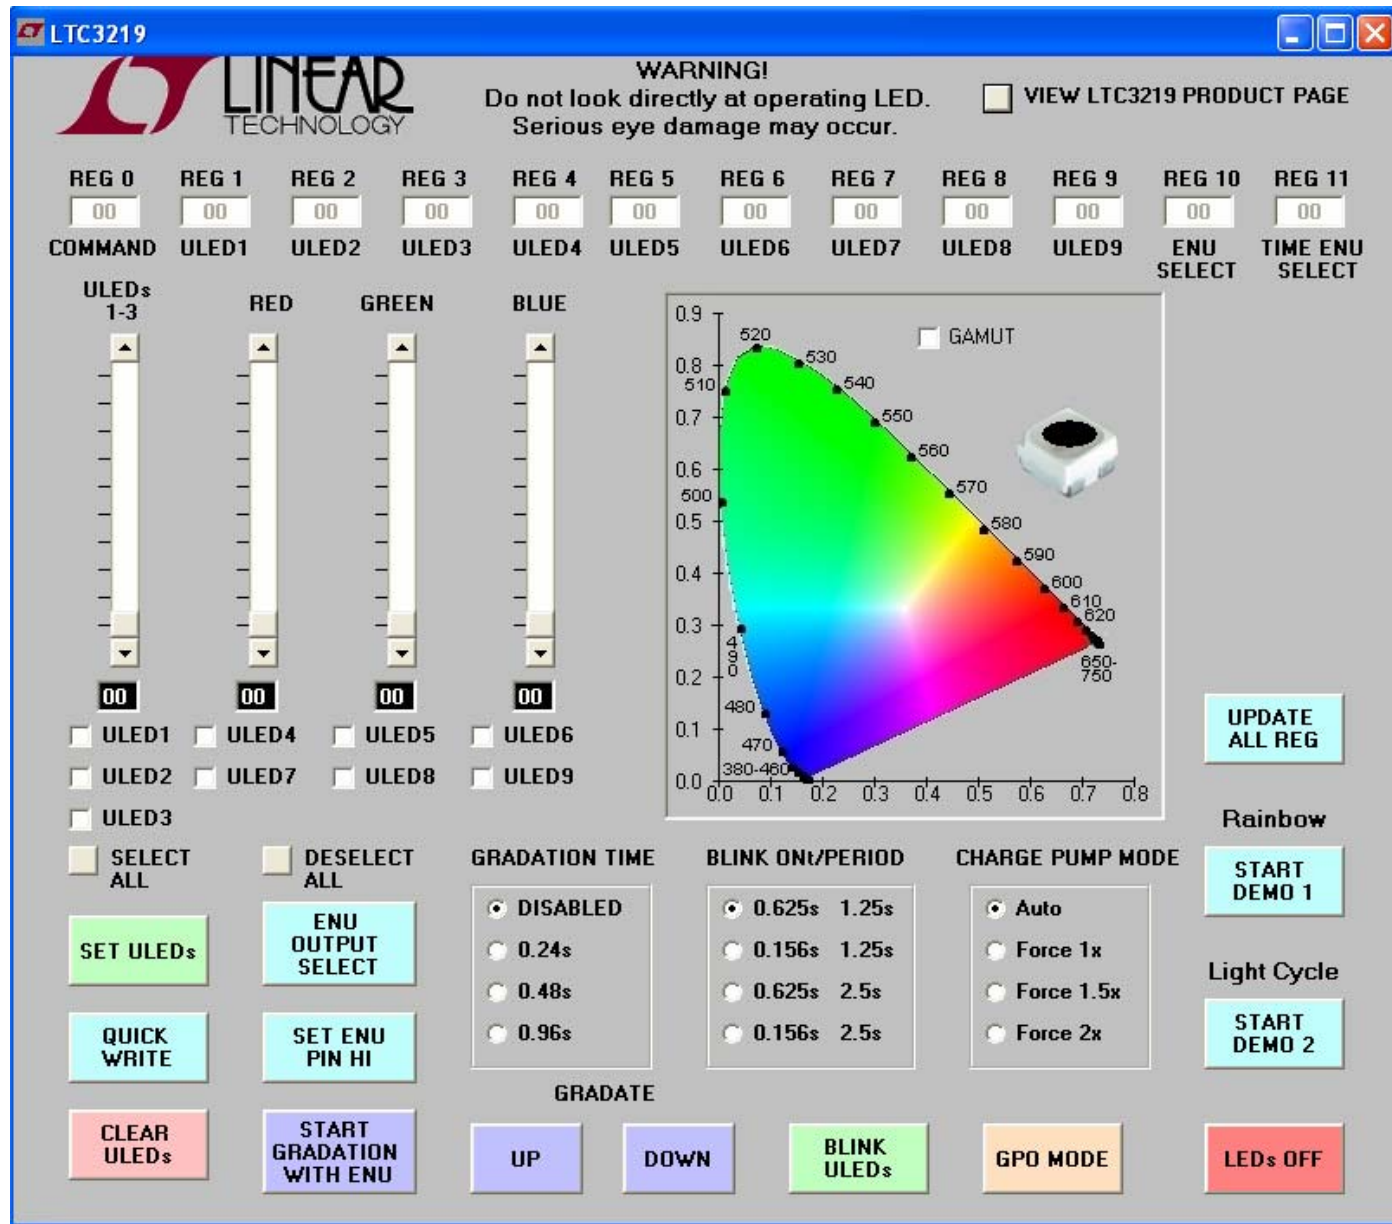 LTC3219
LINEAR
TECHNOLOGY
WARNING!
Do not look directly at operating LED.
Serious eye damage may occur.
VIEW LTC3219 PRODUCT PAGE
REG 0 REG 1 REG 2 REG 3 REG 4 REG 5 REG 6 REG 7 REG 8 REG 9 REG 10 REG 11
00 00 00 00 00 00 00 00 00 00 00 00
COMMAND ULED1 ULED2 ULED3 ULED4 ULED5 ULED6 ULED7 ULED8 ULED9 ENU TIME ENU
SELECT SELECT
ULEDs
1-3
RED GREEN BLUE
00 00 00 00
ULED1 ULED4 ULED5 ULED6
ULED2 ULED7 ULED8 ULED9
ULED3
GAMUT
0.9
0.8
0.7
0.6
0.5
0.4
0.3
0.2
0.1
0.0
0.0 0.1 0.2 0.3 0.4 0.5 0.6 0.7 0.8
520
530
510
540
550
560
570
500
580
590
600
610
620
490
650-
750
480
470
380-460
UPDATE
ALL REG
Rainbow
START
DEMO 1
Light Cycle
START
DEMO 2
SELECT
ALL
DESELECT
ALL
SET ULEDs
ENU
OUTPUT
SELECT
QUICK
WRITE
SET ENU
PIN HI
CLEAR
ULEDs
START
GRADATION
WITH ENU
GRADATION TIME
DISABLED
0.24s
0.48s
0.96s
BLINK ONt/PERIOD
0.625s 1.25s
0.156s 1.25s
0.625s 2.5s
0.156s 2.5s
CHARGE PUMP MODE
Auto
Force 1x
Force 1.5x
Force 2x
GRADATE
UP
DOWN
BLINK
ULEDs
GPO MODE
LEDs OFF